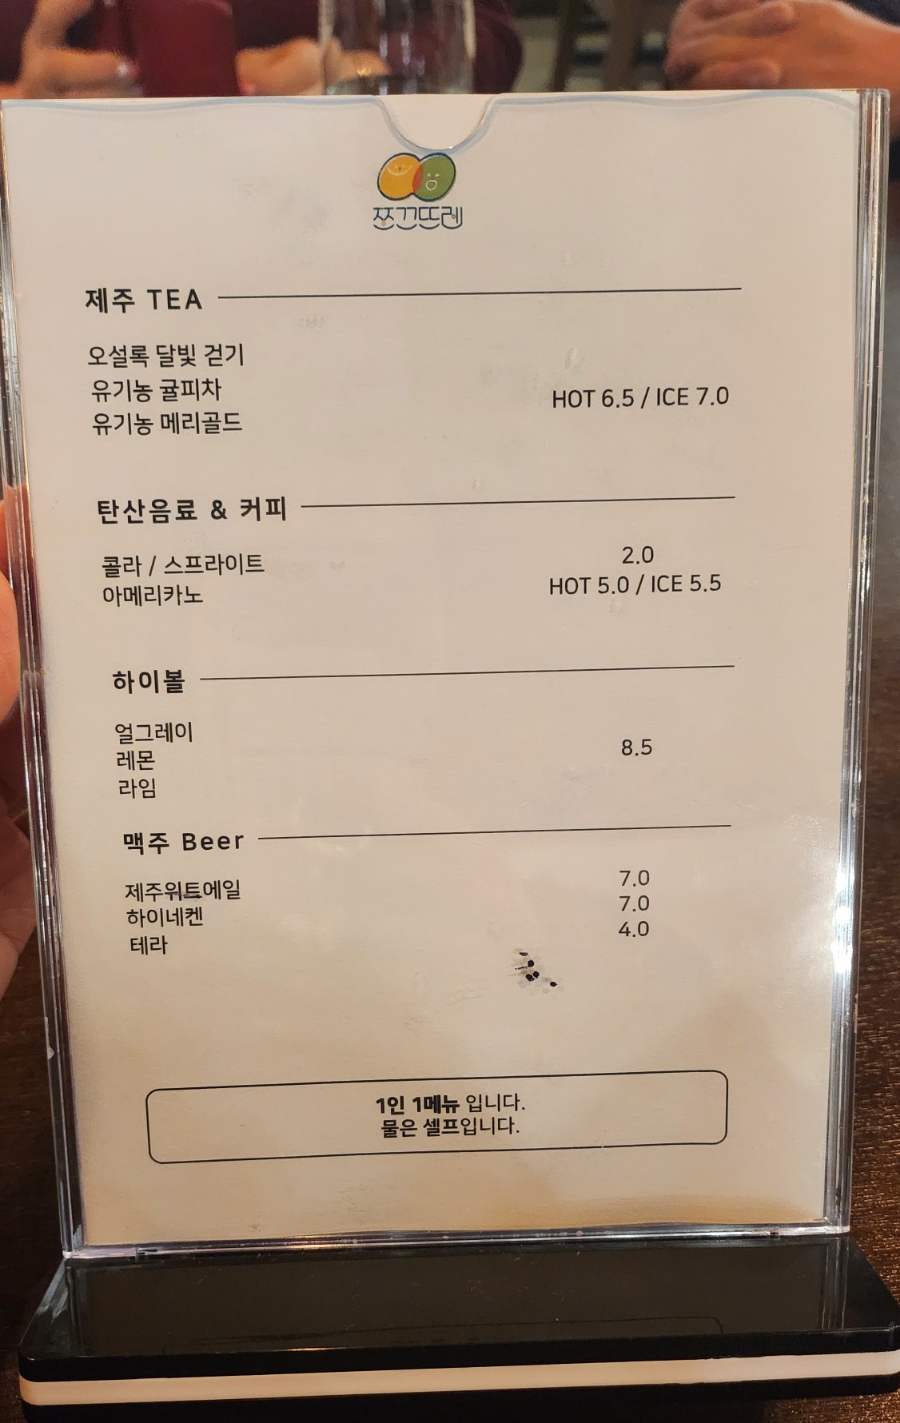 쪼끄뜨레
제주 TEA
오설록 달빛 걷기
유기농 귤피차
유기농 메리골드
HOT 6.5 / ICE 7.0
탄산음료 & 커피
콜라 / 스프라이트 2.0
아메리카노 HOT 5.0 / ICE 5.5
하이볼
얼그레이
레몬
라임
8.5
맥주 Beer
제주위트에일 7.0
하이네켄 7.0
테라 4.0
1인 1메뉴 입니다.
물은 셀프입니다.